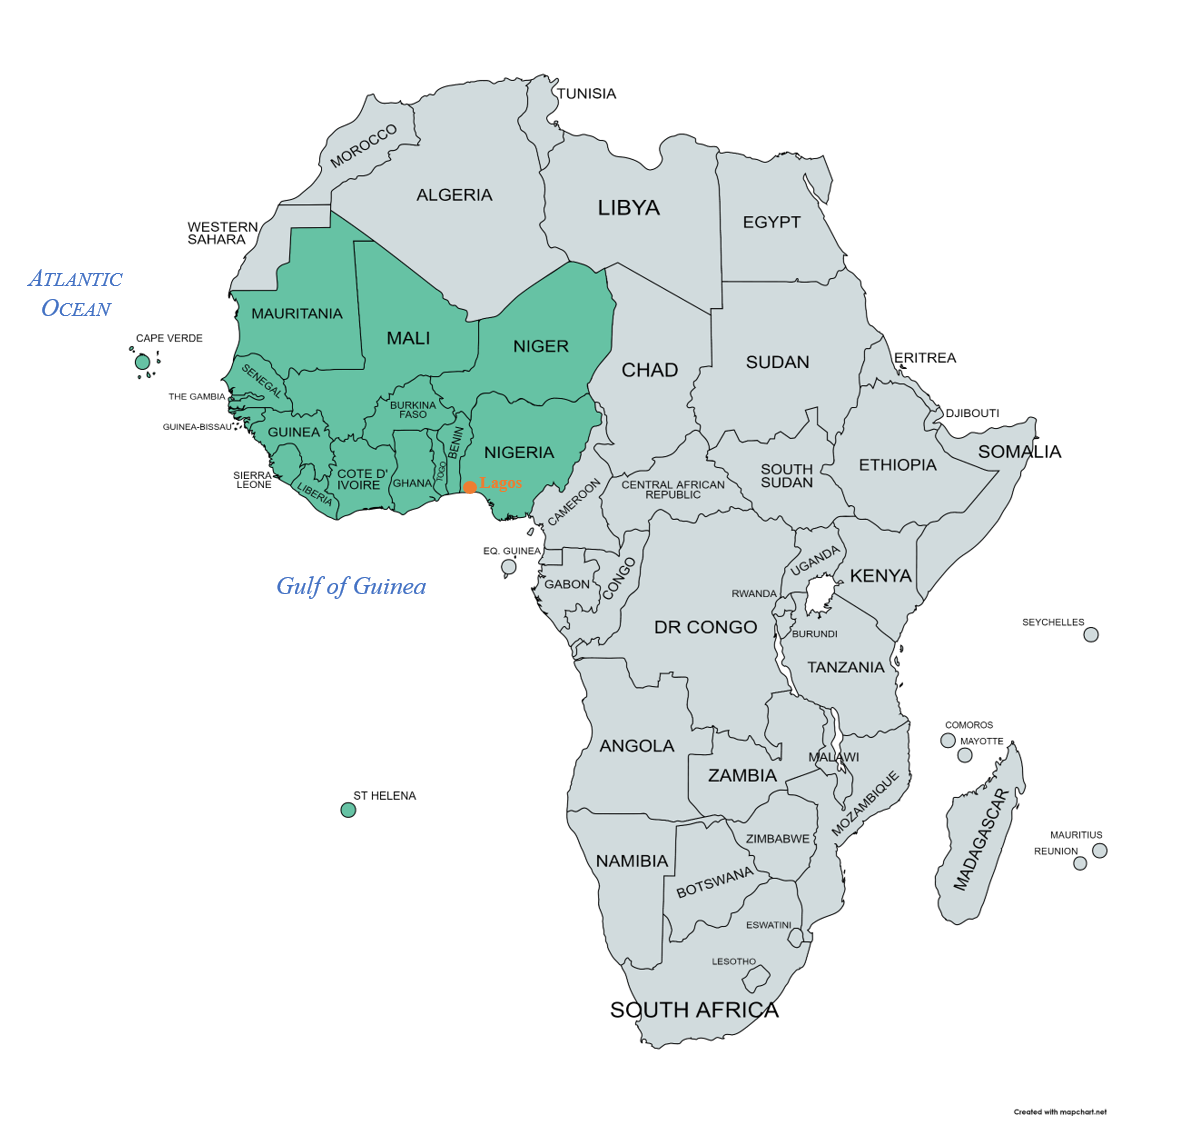 TUNISIA
MOROCCO
ALGERIA
LIBYA
EGYPT
WESTERN
SAHARA
ATLANTIC
OCEAN
MAURITANIA
CAPE VERDE
MALI
NIGER
CHAD
SUDAN
ERITREA
SENEGAL
THE GAMBIA
BURKINA
FASO
DJIBOUTI
GUINEA-BISSAU
GUINEA
BENIN
NIGERIA
SOMALIA
ETHIOPIA
SIERRA
LEONE
LIBERIA
COTE D'
IVOIRE
GHANA
TOGO
Lagos
CAMEROON
CENTRAL AFRICAN
REPUBLIC
SOUTH
SUDAN
EQ. GUINEA
Gulf of Guinea
GABON
CONGO
UGANDA
KENYA
RWANDA
DR CONGO
BURUNDI
SEYCHELLES
TANZANIA
ANGOLA
COMOROS
MAYOTTE
MALAWI
ZAMBIA
ST HELENA
MOZAMBIQUE
MADAGASCAR
ZIMBABWE
MAURITIUS
REUNION
NAMIBIA
BOTSWANA
ESWATINI
LESOTHO
SOUTH AFRICA
Created with mapchart.net